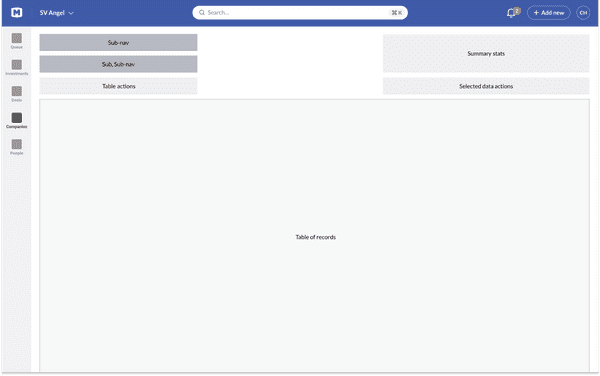 M
SV Angel
Search...
⌘ K
2
+ Add new
CH
Queue
Investments
Deals
Companies
People
Sub-nav
Sub, Sub-nav
Summary stats
Table actions
Selected data actions
Table of records